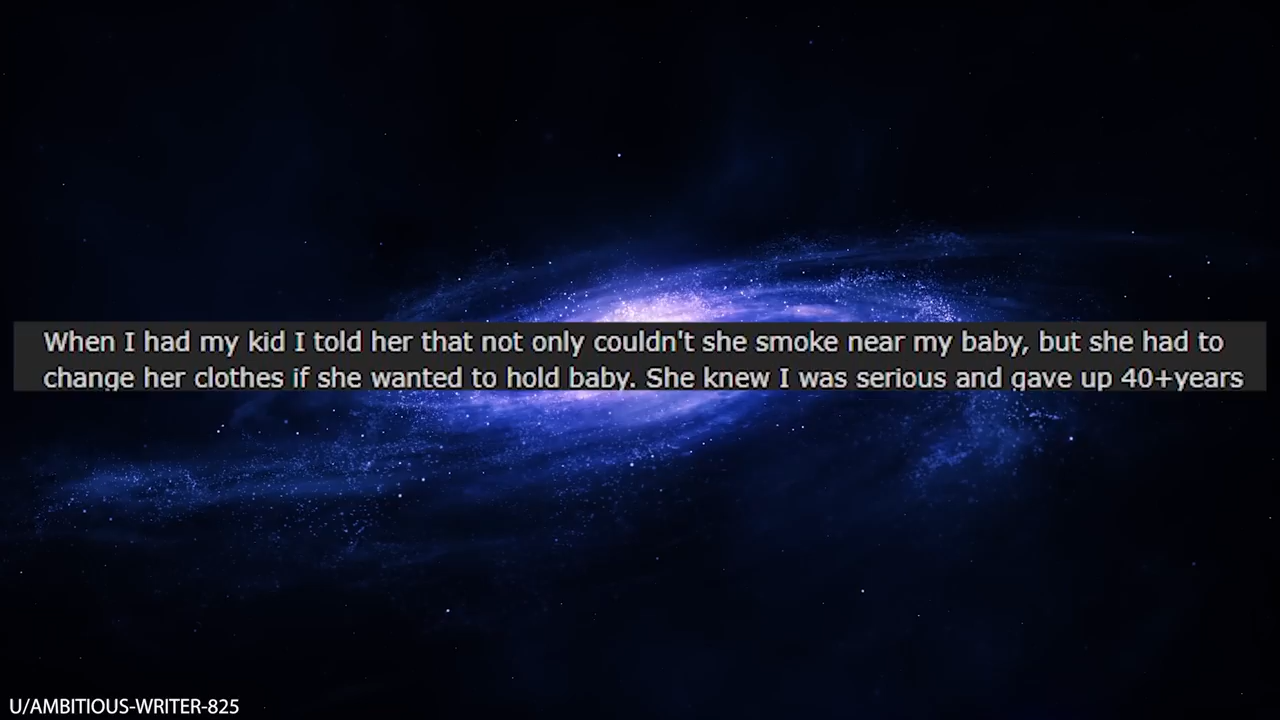 When I had my kid I told her that not only couldn't she smoke near my baby, but she had to
change her clothes if she wanted to hold baby. She knew I was serious and gave up 40+years
U/AMBITIOUS-WRITER-825